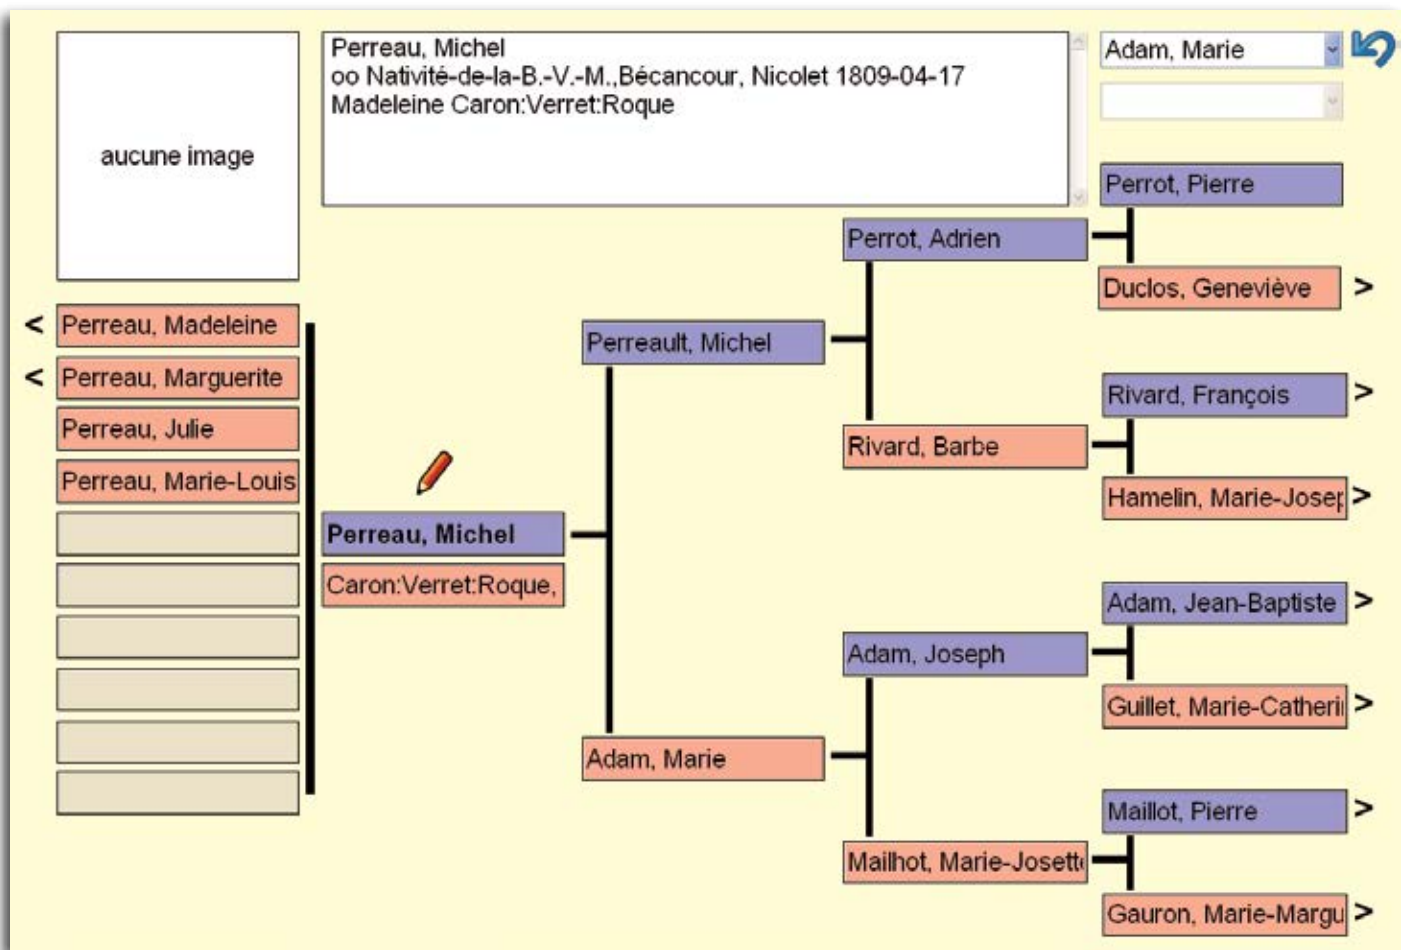 aucune image
Perreau, Michel
oo Nativité-de-la-B.-V.-M.,Bécancour, Nicolet 1809-04-17
Madeleine Caron:Verret:Roque
Adam, Marie
< Perreau, Madeleine
< Perreau, Marguerite
Perreau, Julie
Perreau, Marie-Louis
Perreau, Michel
Caron:Verret:Roque,
Perreault, Michel
Adam, Marie
Perrot, Adrien
Rivard, Barbe
Adam, Joseph
Mailhot, Marie-Josette
Perrot, Pierre
Duclos, Geneviève >
Rivard, François >
Hamelin, Marie-Josep >
Adam, Jean-Baptiste >
Guillet, Marie-Catheri >
Maillot, Pierre >
Gauron, Marie-Margu >